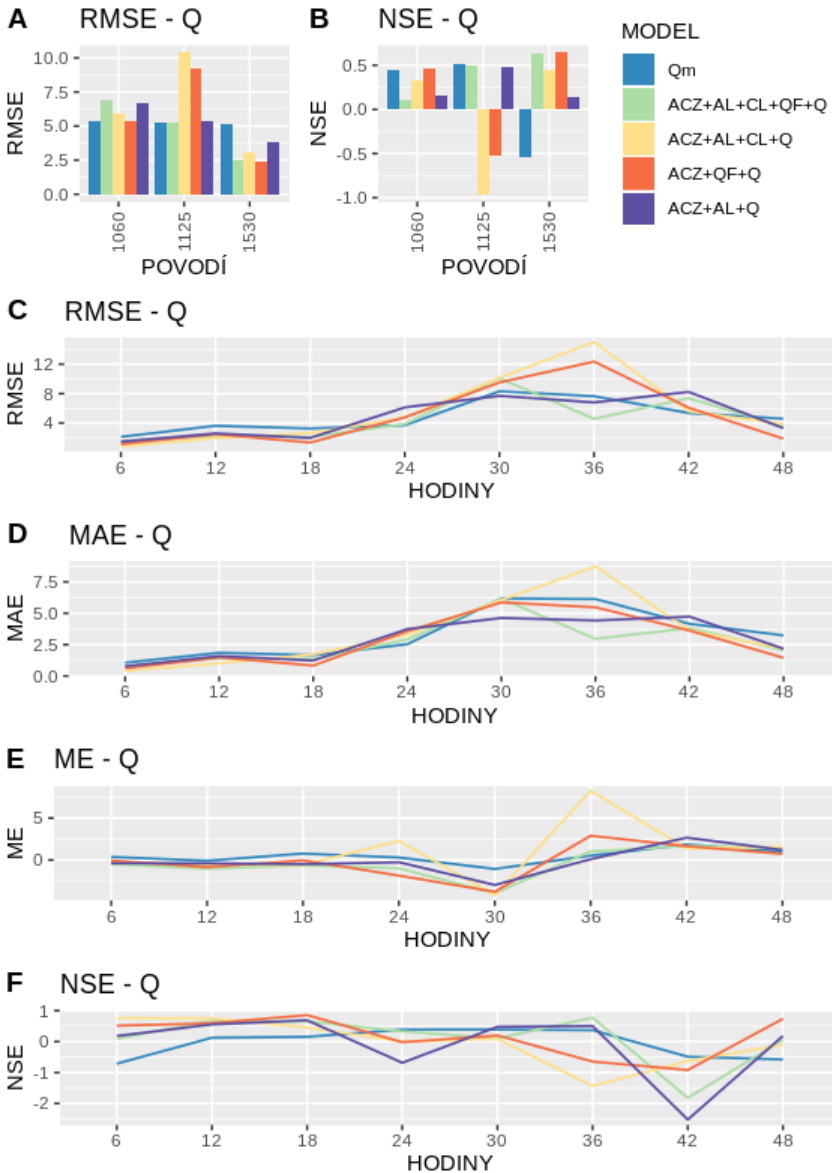 A RMSE - Q
10.0
7.5
5.0
2.5
0.0
RMSE
1060
1125
1530
POVODÍ
B NSE - Q
0.5
0.0
-0.5
-1.0
NSE
1060
1125
1530
POVODÍ
MODEL
Qm
ACZ+AL+CL+QF+Q
ACZ+AL+CL+Q
ACZ+QF+Q
ACZ+AL+Q
C RMSE - Q
12
8
4
RMSE
6 12 18 24 30 36 42 48
HODINY
D MAE - Q
7.5
5.0
2.5
0.0
MAE
6 12 18 24 30 36 42 48
HODINY
E ME - Q
5
0
ME
6 12 18 24 30 36 42 48
HODINY
F NSE - Q
1
0
-1
-2
NSE
6 12 18 24 30 36 42 48
HODINY